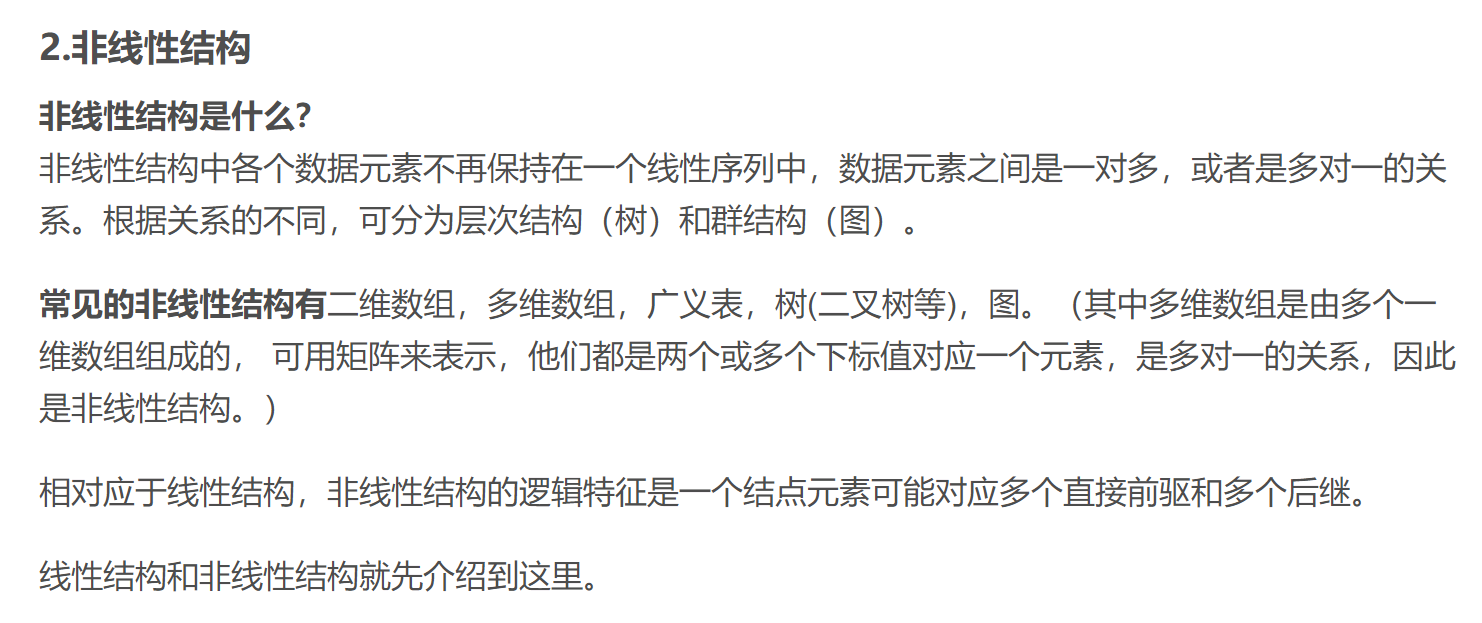 2.非线性结构
非线性结构是什么？
非线性结构中各个数据元素不再保持在一个线性序列中，数据元素之间是一对多，或者是多对一的关
系。根据关系的不同，可分为层次结构（树）和群结构（图）。
常见的非线性结构有二维数组，多维数组，广义表，树(二叉树等)，图。（其中多维数组是由多个一
维数组组成的， 可用矩阵来表示，他们都是两个或多个下标值对应一个元素，是多对一的关系，因此
是非线性结构。）
相对应于线性结构，非线性结构的逻辑特征是一个结点元素可能对应多个直接前驱和多个后继。
线性结构和非线性结构就先介绍到这里。